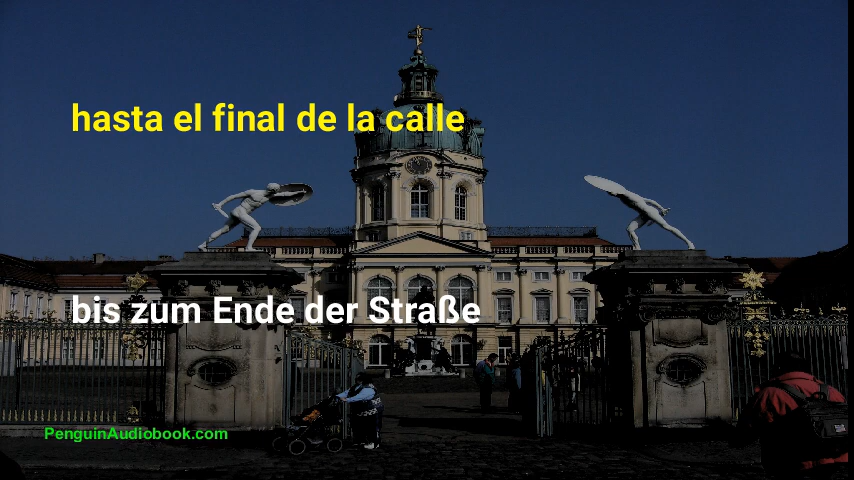 hasta el final de la calle
bis zum Ende der Straße
PenguinAudiobook.com